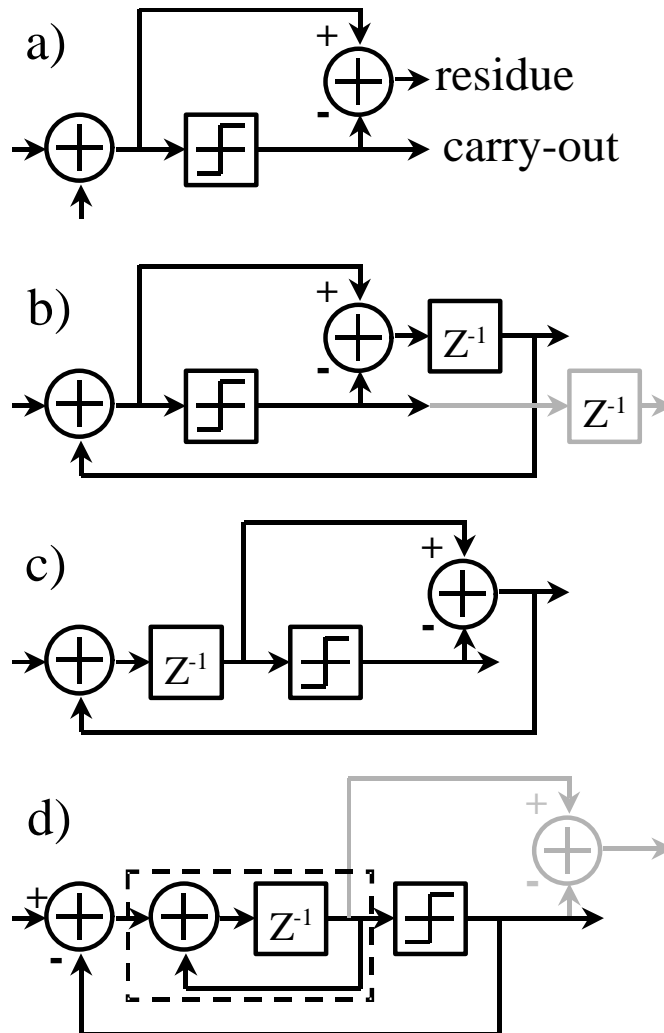 a)
+
residue
-
carry-out
b)
+
Z-1
-
Z-1
c)
+
-
Z-1
d)
+
+
Z-1
-
-